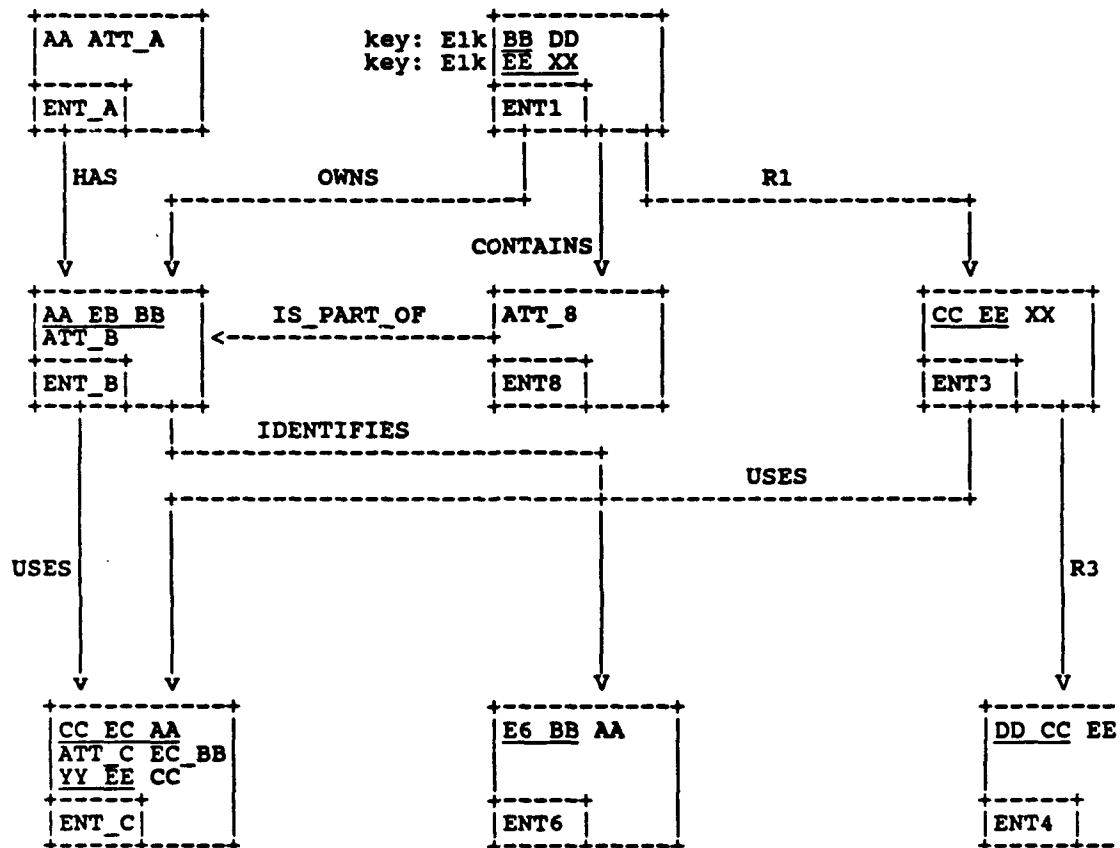 AA ATT_A
key: E1k BB DD
key: E1k EE XX
ENT_A
ENT1
HAS
OWNS
R1
CONTAINS
AA EB BB
ATT_B
IS_PART_OF
ATT_8
CC EE XX
ENT_B
ENT8
ENT3
IDENTIFIES
USES
USES
R3
CC EC AA
ATT_C EC_BB
YY EE CC
E6 BB AA
DD CC EE
ENT_C
ENT6
ENT4